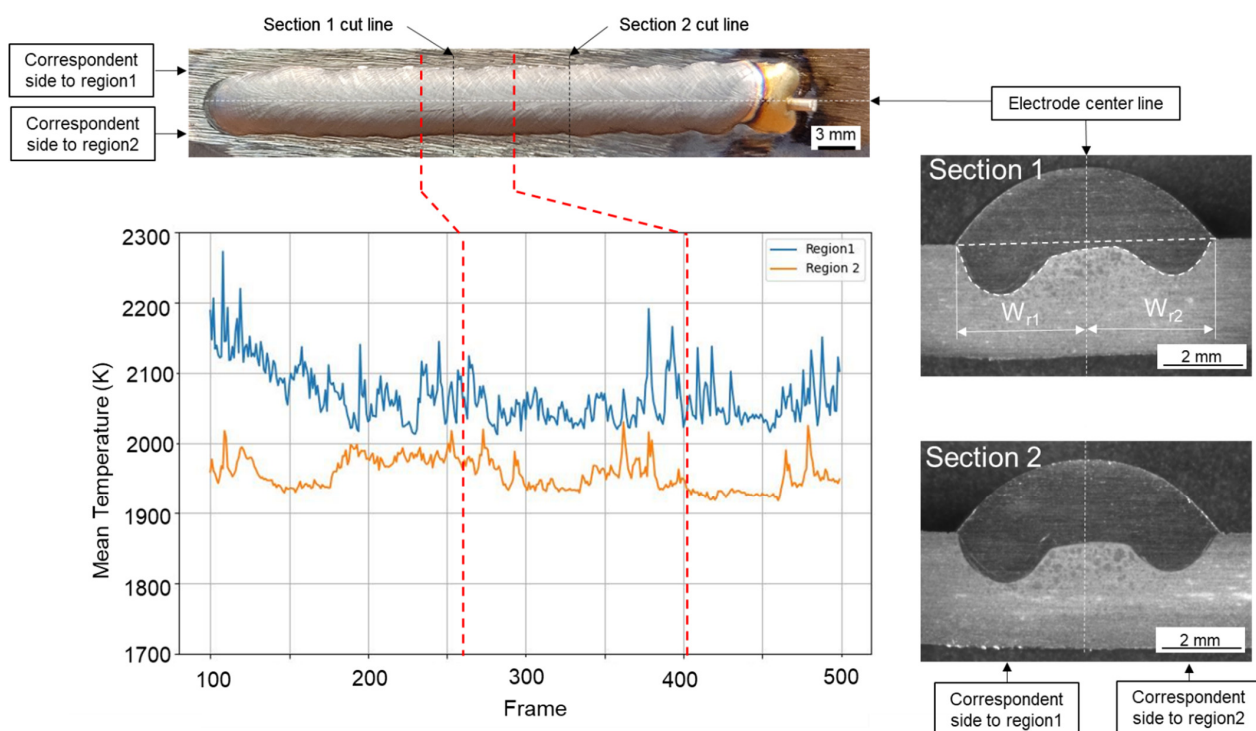 Section 1 cut line
Section 2 cut line
Correspondent
side to region1
Correspondent
side to region2
3 mm
Electrode center line
Section 1
Wr1
Wr2
2 mm
2300
2200
2100
2000
1900
1800
1700
Mean Temperature (K)
Region1
Region 2
100
200
300
400
500
Frame
Section 2
2 mm
Correspondent
side to region1
Correspondent
side to region2